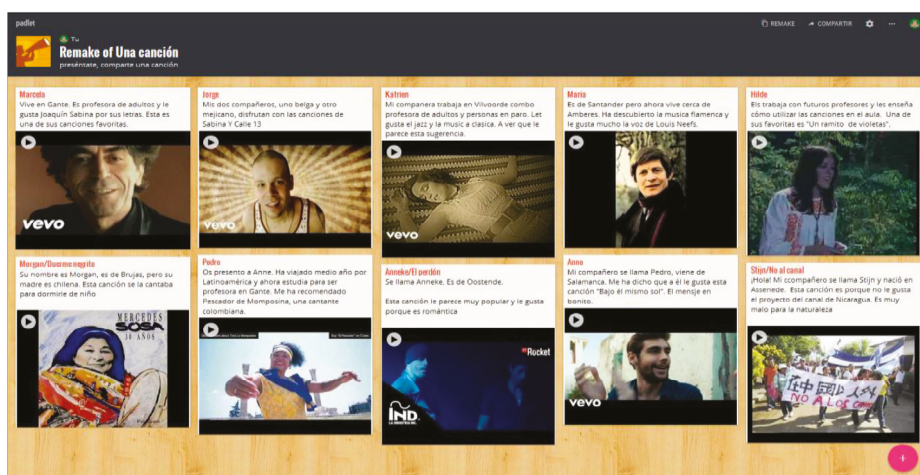 padlet
REMAKE
COMPARTIR
Tu
Remake of Una canción
preséntate, comparte una canción
Marcela
Vive en Gante. Es profesora de adultos y le
gusta Joaquín Sabina por sus letras. Esta es
una de sus canciones favoritas.
vevo
Jorge
Mis dos compañeros, uno belga y otro
mejicano, disfrutan con las canciones de
Sabina Y Calle 13
vevo
Katrien
Mi companera trabaja en Vilvoorde combo
profesora de adultos y personas en paro. Let
gusta el jazz y la music a clasica. A ver que le
parece esta sugerencia.
vevo
María
Es de Santander pero ahora vive cerca de
Amberes. Ha descubierto la musica flamenca y
le gusta mucho la voz de Louis Neefs.
Hilde
Els trabaja con futuros profesores y les enseña
cómo utilizar las canciones en el aula. Una de
sus favoritas es "Un ramito de violetas".
Morgan/Duerme negrito
Su nombre es Morgan, es de Brujas, pero su
madre es chilena. Esta canción se la cantaba
para dormirle de niño
MERCEDES
SOSA
30 AÑOS
Pedro
Os presento a Anne. Ha viajado medio año por
Latinoamérica y ahora estudia para ser
profesora en Gante. Me ha recomendado
Pescador de Momposina, una cantante
colombiana.
Anneke/El perdón
Se llama Anneke. Es de Oostende.
Esta canción le parece muy popular y le gusta
porque es romántica
Rocket
ÍND.
LA INDUSTRIA INC.
Anno
Mi compañero se llama Pedro, viene de
Salamanca. Me ha dicho que a él le gusta esta
canción "Bajo él mismo sol". El mensje en
bonito.
vevo
Stijn/No al canal
¡Hola! Mi ccompañero se llama Stijn y nació en
Assenede. Esta canción es porque no le gusta
el proyecto del canal de Nicaragua. Es muy
malo para la naturaleza
NO A LOS